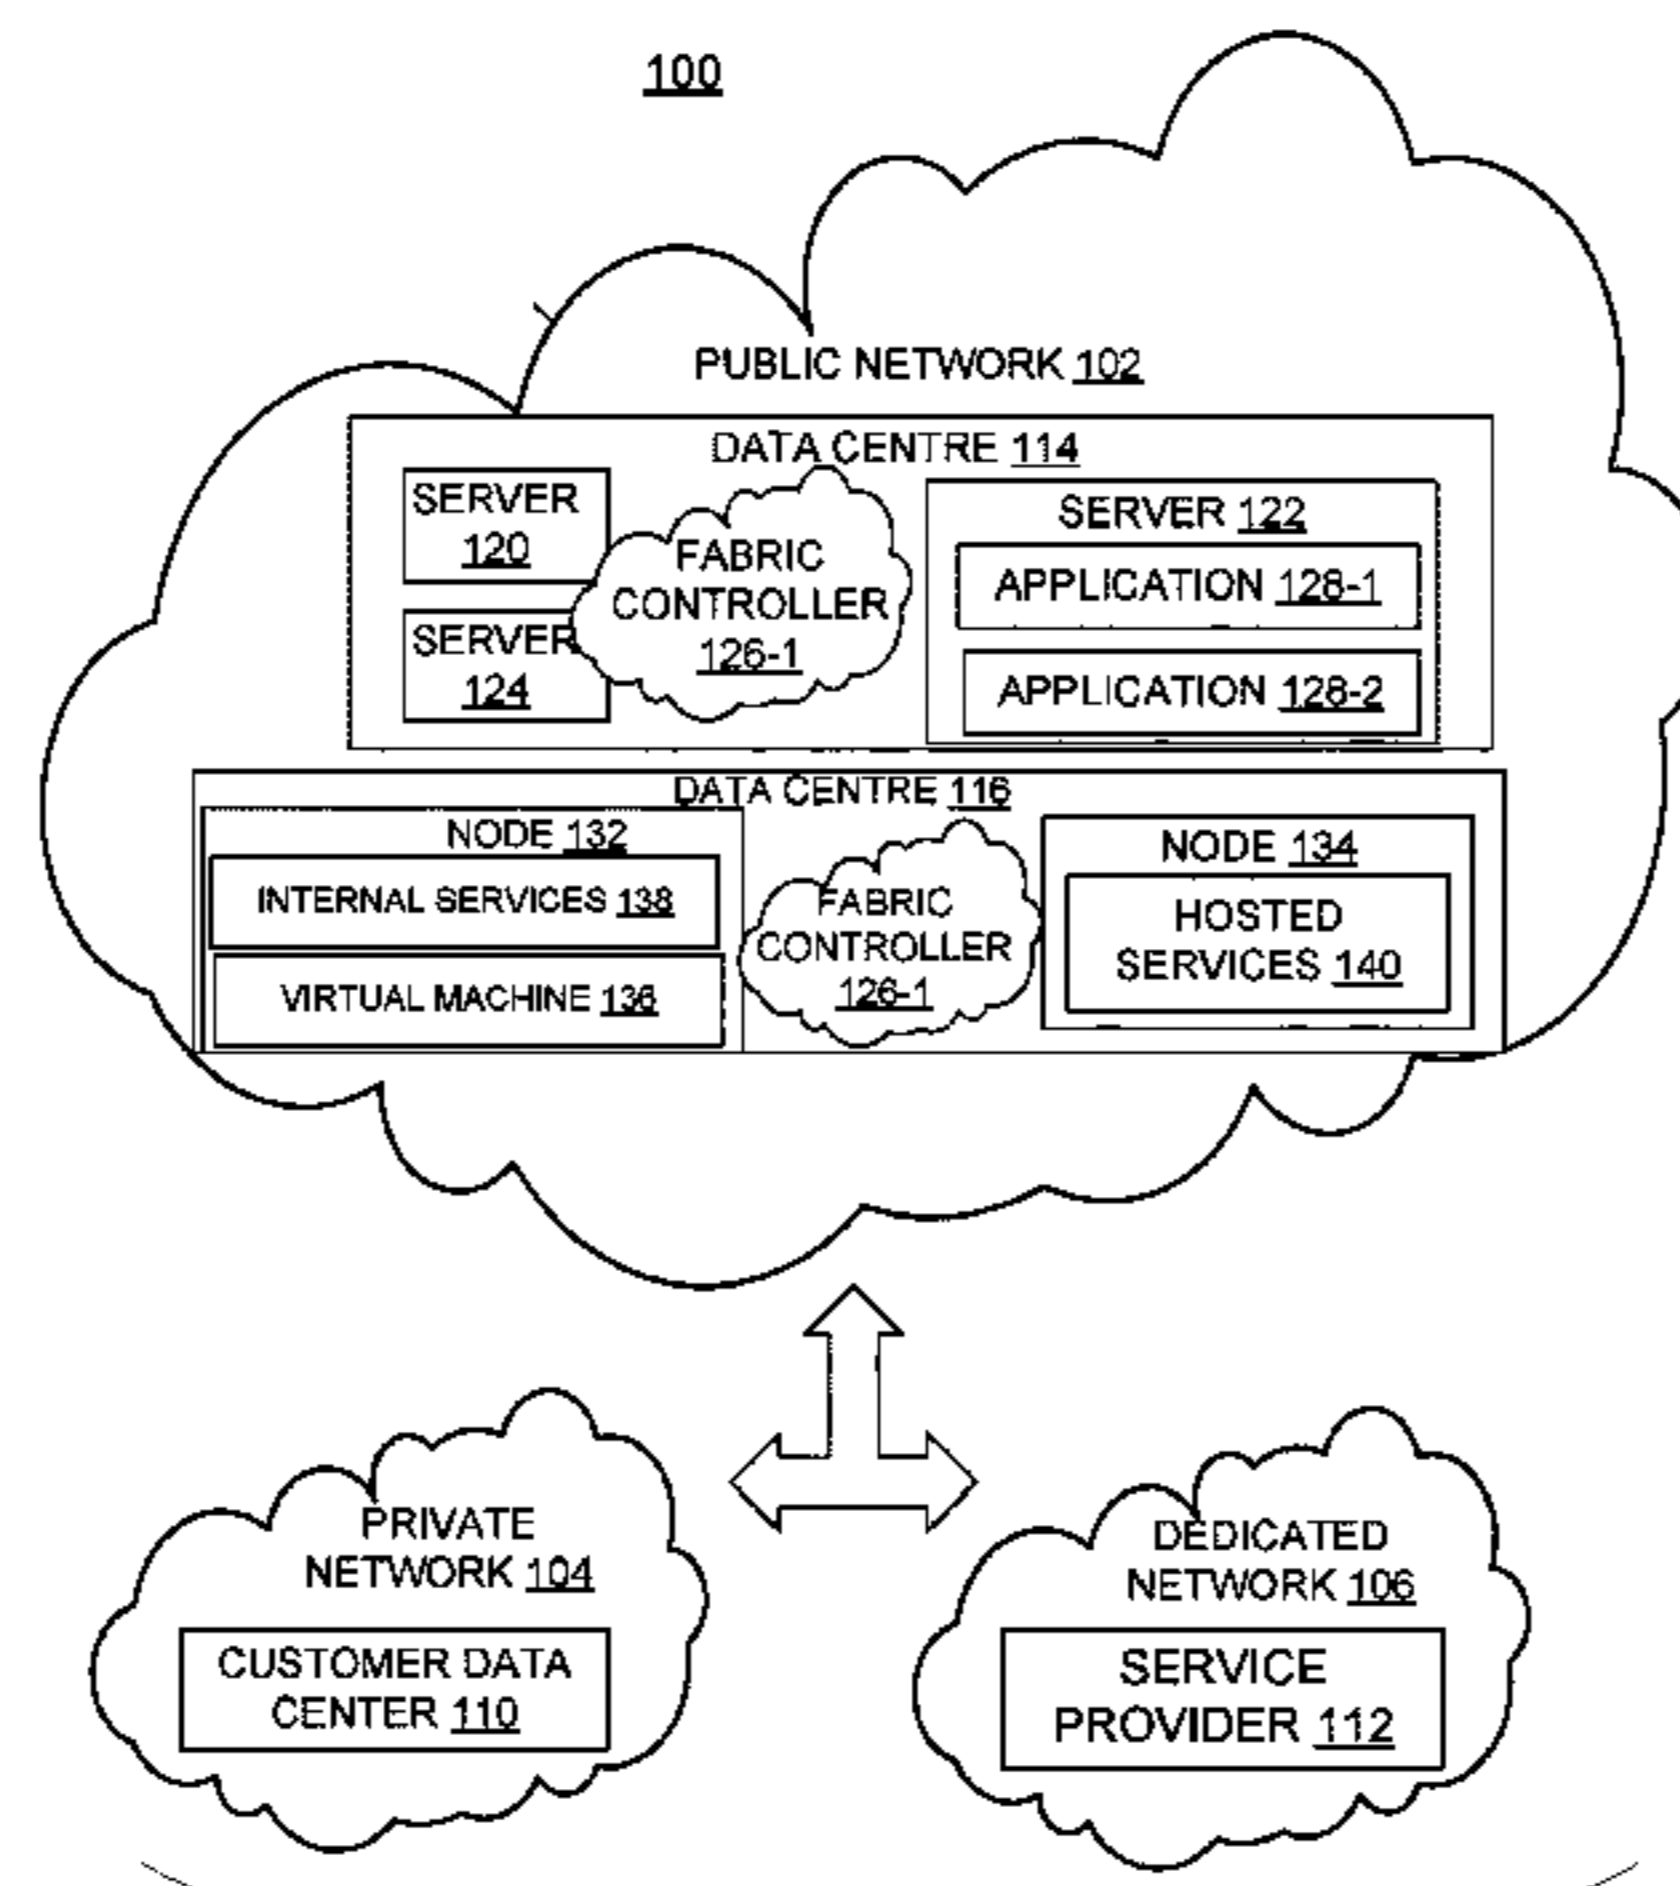 100
PUBLIC NETWORK 102
DATA CENTRE 114
SERVER
120
SERVER
124
FABRIC
CONTROLLER
126-1
SERVER 122
APPLICATION 128-1
APPLICATION 128-2
DATA CENTRE 116
NODE 132
INTERNAL SERVICES 138
VIRTUAL MACHINE 136
FABRIC
CONTROLLER
126-1
NODE 134
HOSTED
SERVICES 140
PRIVATE
NETWORK 104
CUSTOMER DATA
CENTER 110
DEDICATED
NETWORK 106
SERVICE
PROVIDER 112